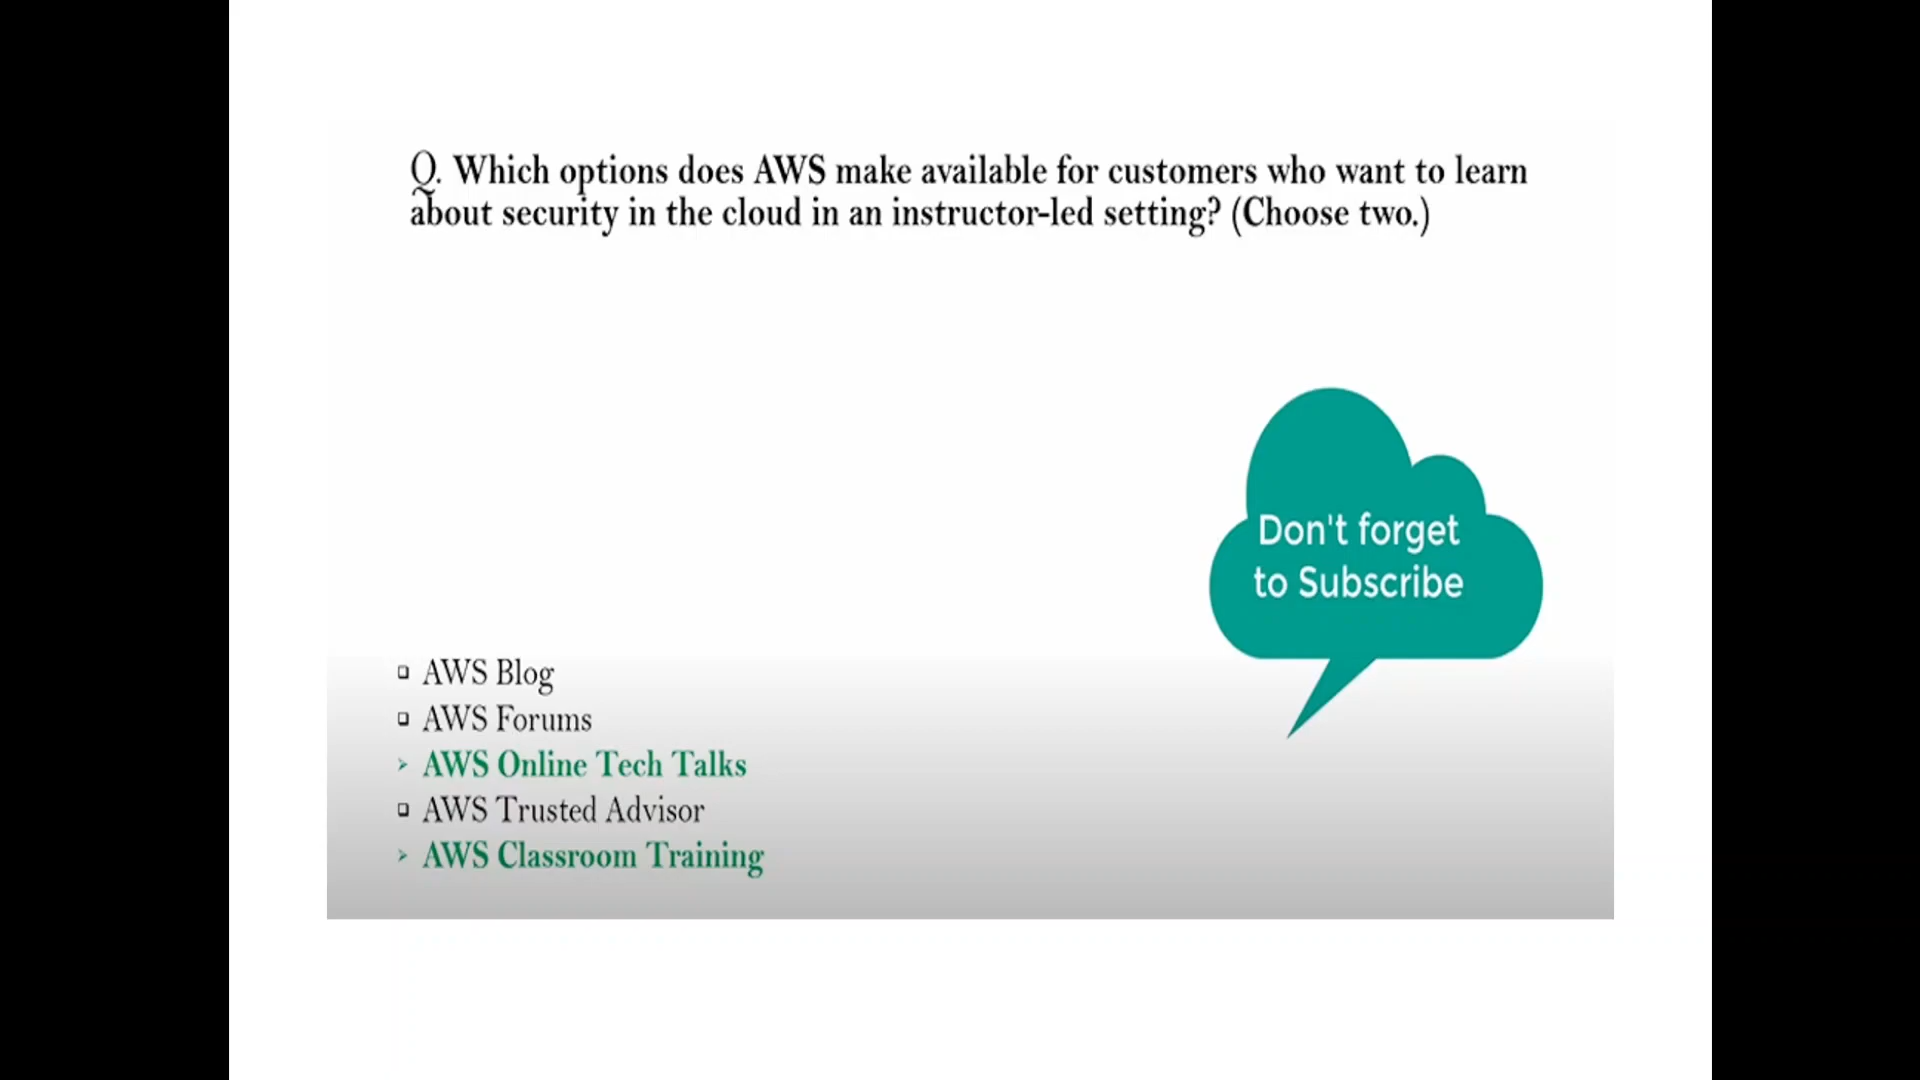 Q. Which options does AWS make available for customers who want to learn
about security in the cloud in an instructor-led setting? (Choose two.)
Don't forget
to Subscribe
AWS Blog
AWS Forums
AWS Online Tech Talks
AWS Trusted Advisor
AWS Classroom Training